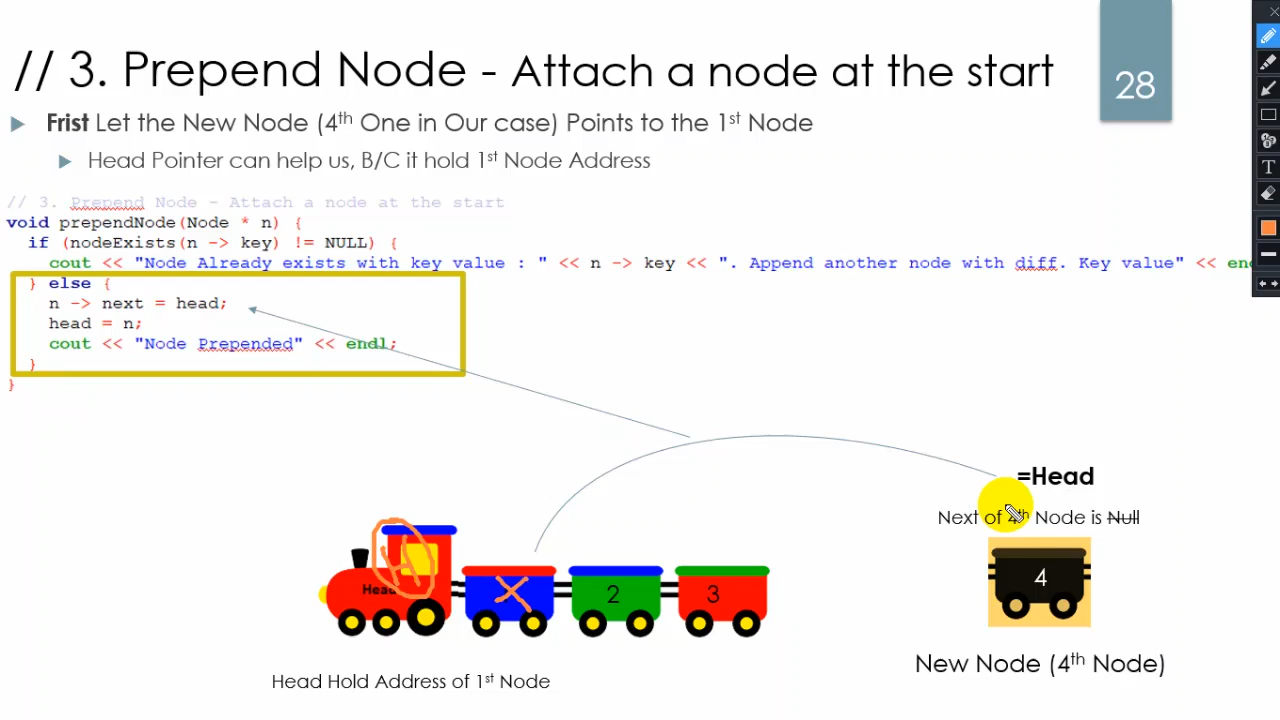 // 3. Prepend Node - Attach a node at the start
28
Frist Let the New Node (4th One in Our case) Points to the 1st Node
Head Pointer can help us, B/C it hold 1st Node Address
// 3. Prepend Node - Attach a node at the start
void prependNode(Node * n) {
if (nodeExists(n -> key) != NULL) {
cout << "Node Already exists with key value : " << n -> key << ". Append another node with diff. Key value" << en
} else {
n -> next = head;
head = n;
cout << "Node Prepended" << endl;
}
}
=Head
Next of 4th Node is Null
H
Head
X
2
3
4
New Node (4th Node)
Head Hold Address of 1st Node
T